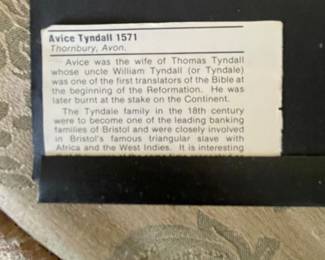 Avice Tyndall 1571
Thornbury, Avon.
Avice was the wife of Thomas Tyndall
whose uncle William Tyndall (or Tyndale)
was one of the first translators of the Bible at
the beginning of the Reformation. He was
later burnt at the stake on the Continent.
The Tyndale family in the 18th century
were to become one of the leading banking
families of Bristol and were closely involved
in Bristol's famous triangular slave with
Africa and the West Indies. It is interesting